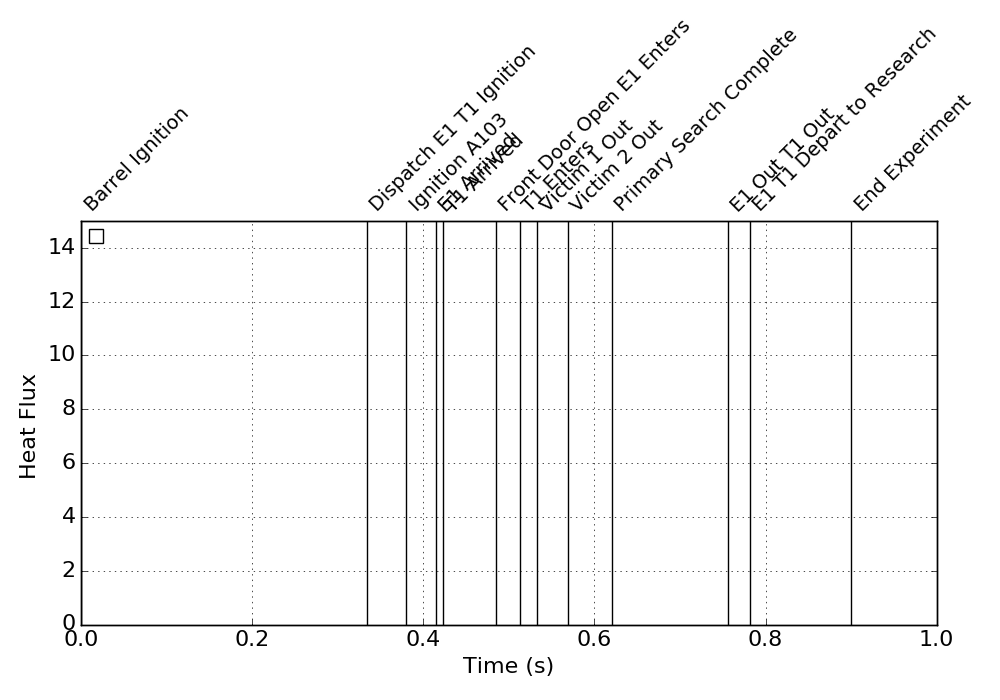 Barrel Ignition
Dispatch E1 T1 Ignition
Ignition A103
E1 Arrived
T1 Arrived
Front Door Open E1 Enters
T1 Enters
Victim 1 Out
Victim 2 Out
Primary Search Complete
E1 Out T1 Out
E1 T1 Depart to Research
End Experiment
14
12
10
8
6
4
2
0
Heat Flux
0.0 0.2 0.4 0.6 0.8 1.0
Time (s)